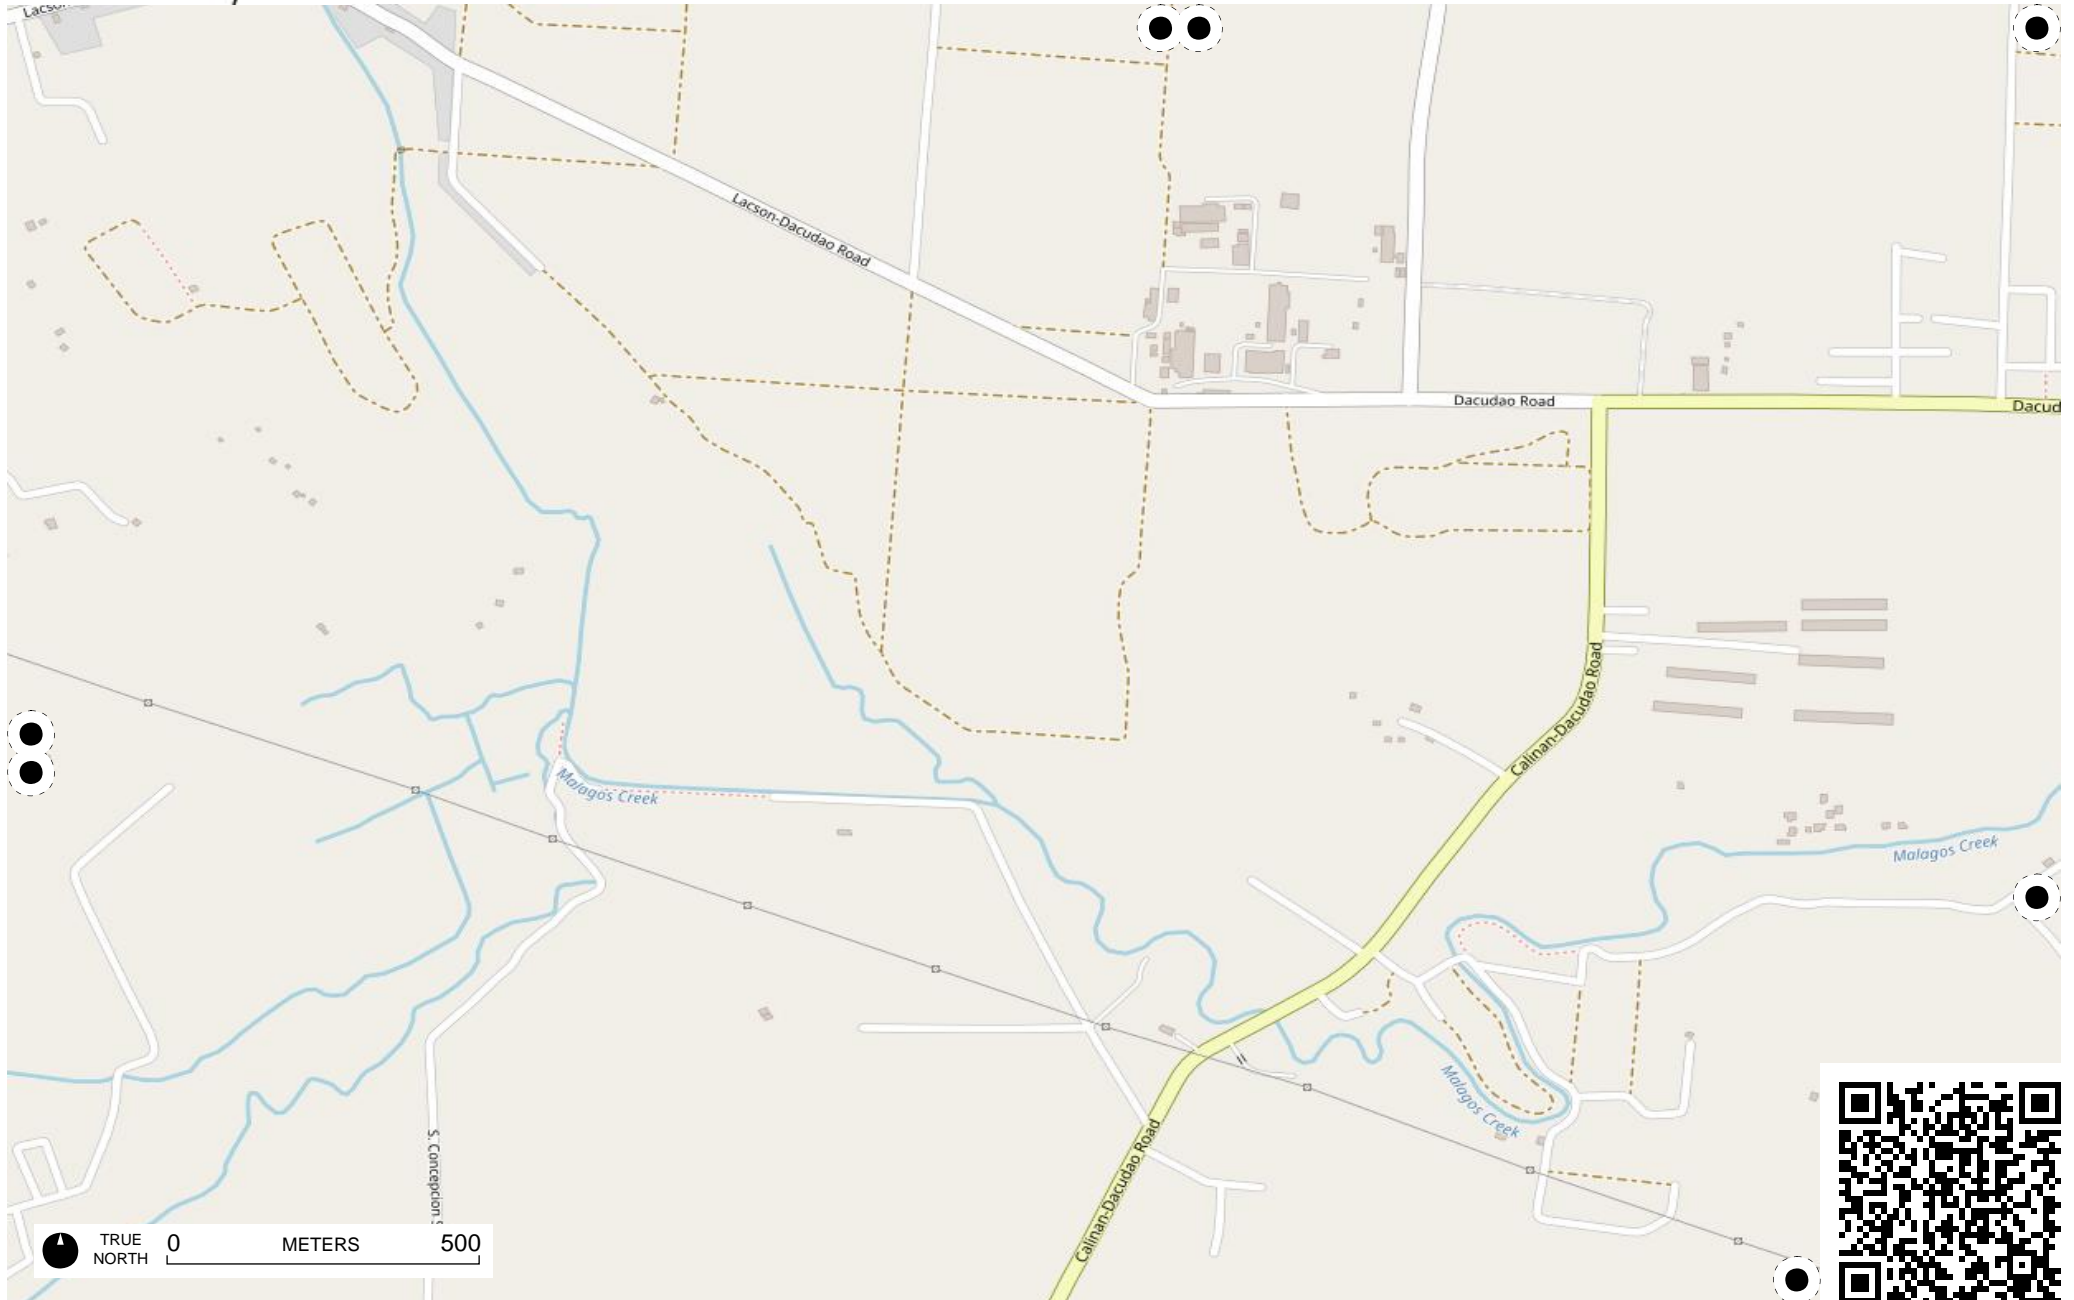 Lacson-Dacudao Road
Dacudao Road
Dacud
Calinan-Dacudao Road
Malagos Creek
Malagos Creek
Malagos Creek
S. Concepcion S
Calinan-Dacudao Road
TRUE
NORTH
0 METERS 500